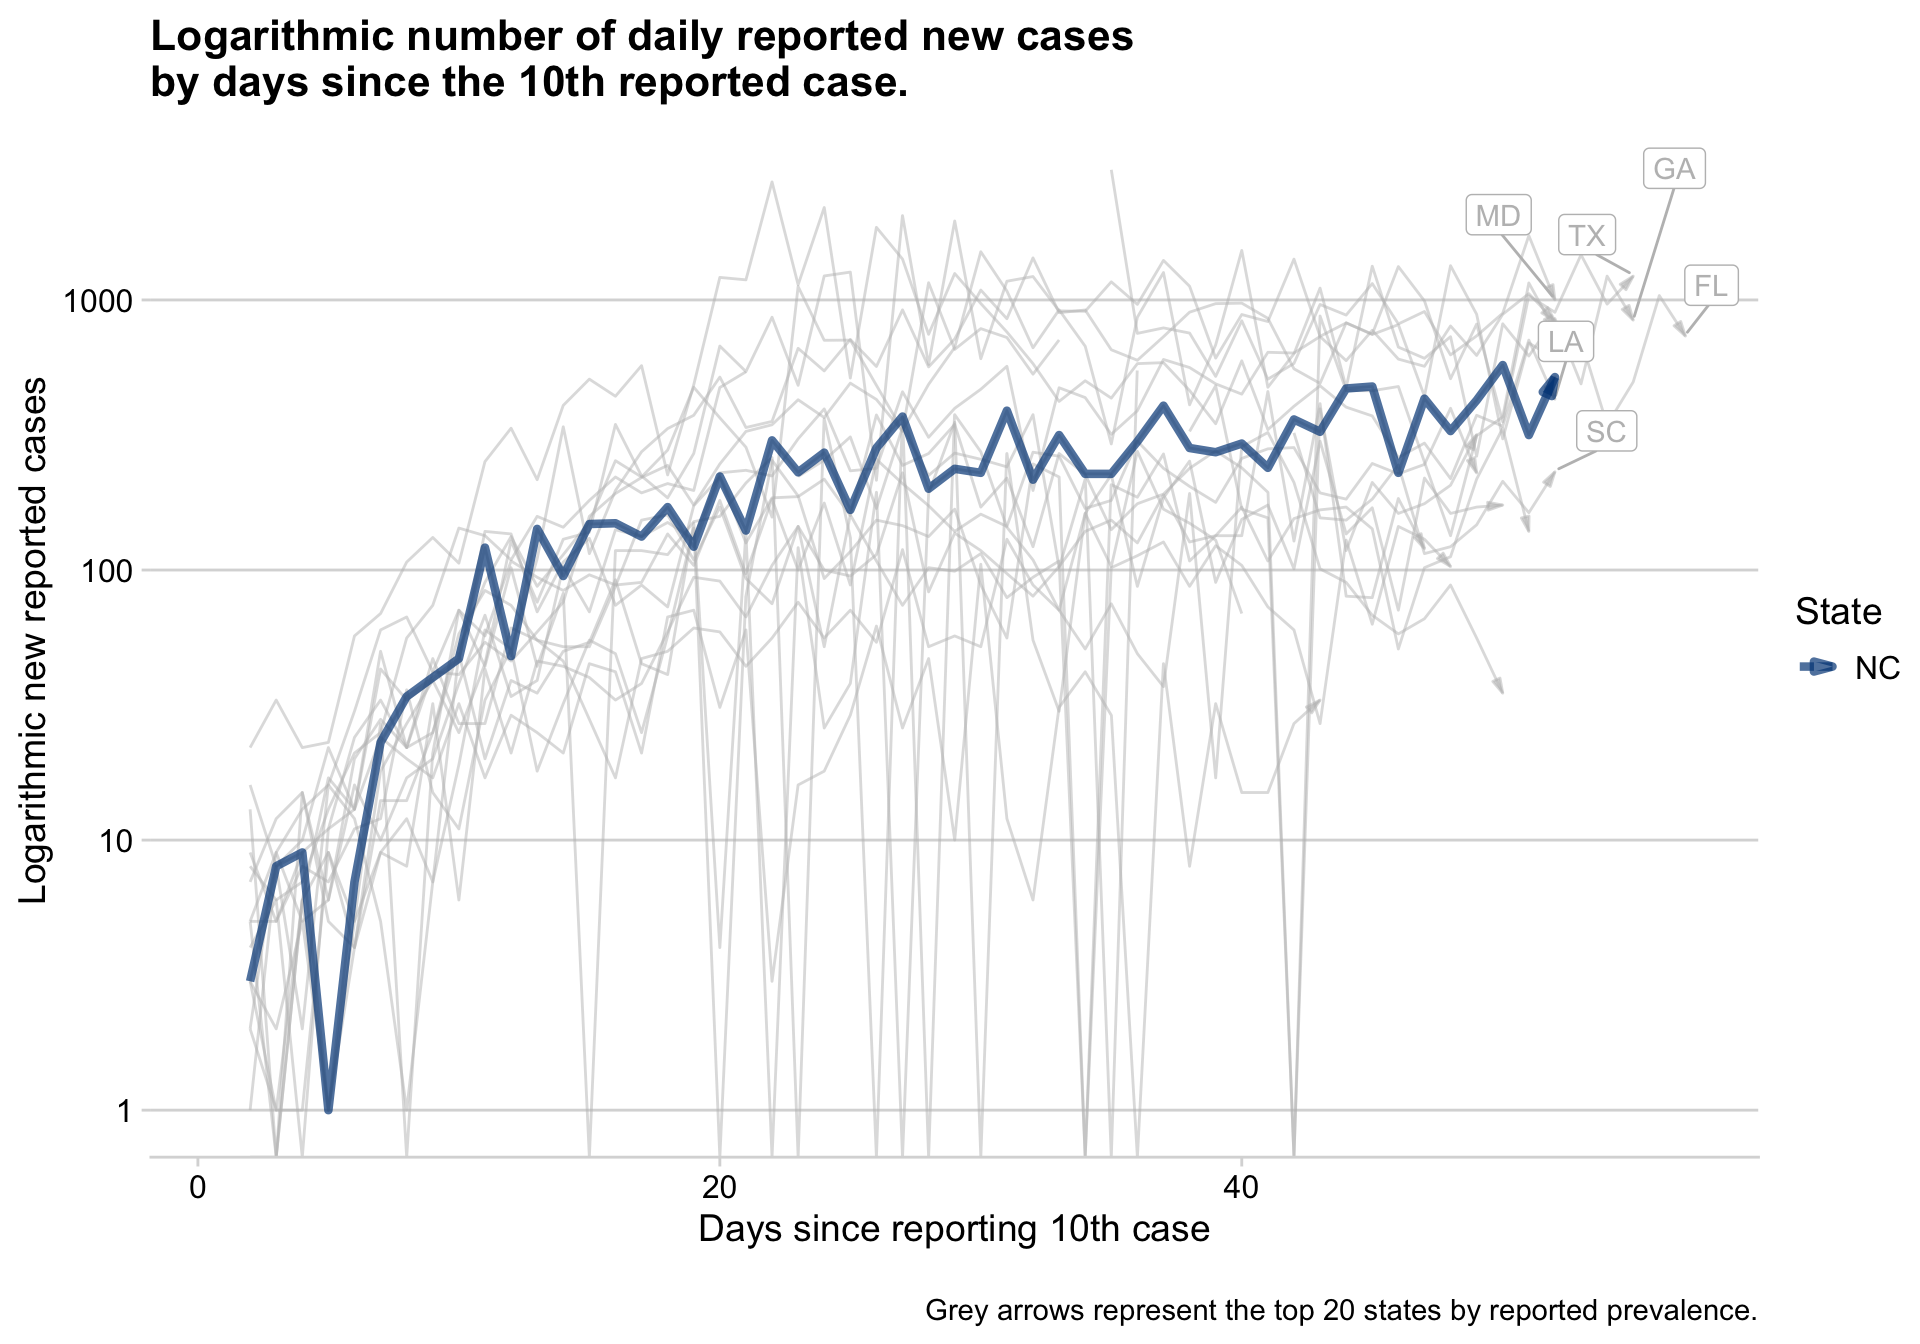 Logarithmic number of daily reported new cases
by days since the 10th reported case.
GA
MD
TX
FL
1000
LA
SC
Logarithmic new reported cases
100
State
NC
10
1
0
20
40
Days since reporting 10th case
Grey arrows represent the top 20 states by reported prevalence.